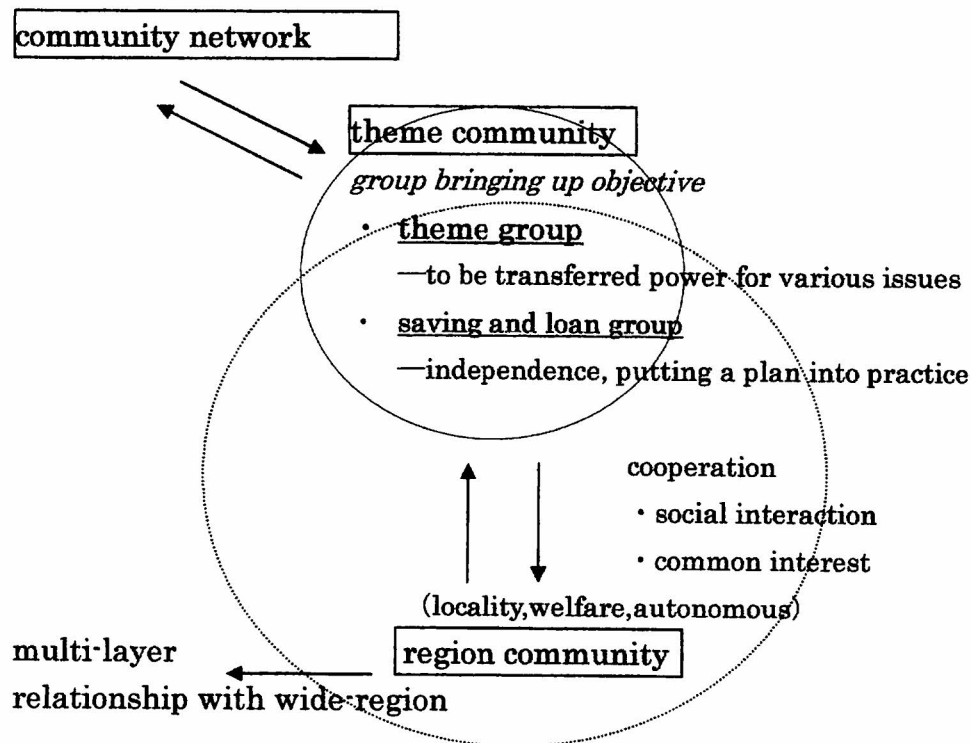 community network
theme community
group bringing up objective
・ theme group
—to be transferred power for various issues
・ saving and loan group
—independence, putting a plan into practice
cooperation
・social interaction
・common interest
(locality,welfare,autonomous)
region community
multi-layer
relationship with wide-region